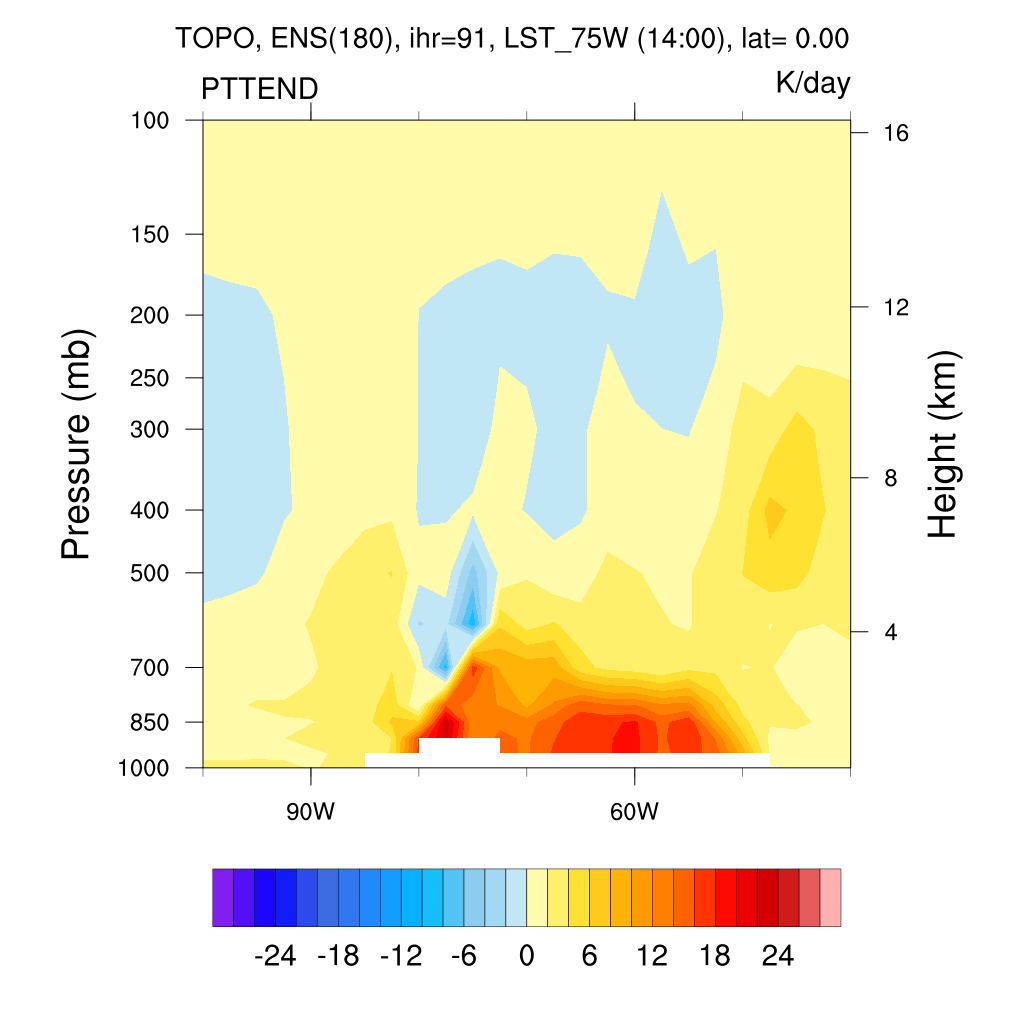 TOPO, ENS(180), ihr=91, LST_75W (14:00), lat= 0.00
PTTEND K/day
100
150
200
250
300
400
500
700
850
1000
Pressure (mb)
16
12
8
4
Height (km)
90W 60W
-24 -18 -12 -6 0 6 12 18 24